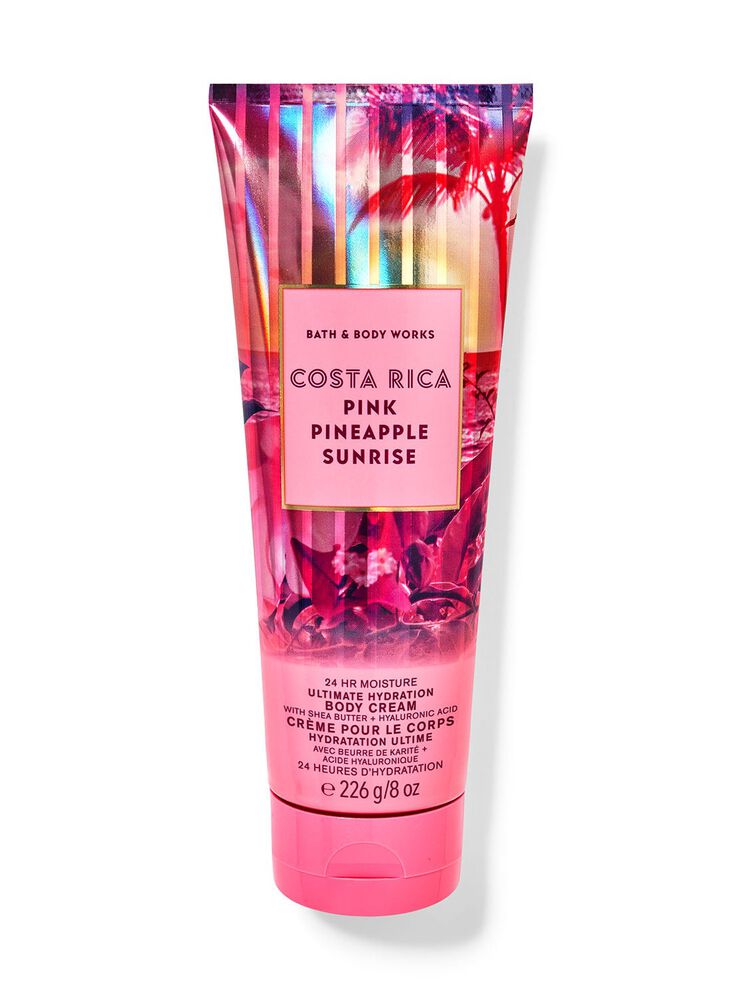 BATH & BODY WORKS
COSTA RICA
PINK
PINEAPPLE
SUNRISE
24 HR MOISTURE
ULTIMATE HYDRATION
BODY CREAM
WITH SHEA BUTTER + HYALURONIC ACID
CRÈME POUR LE CORPS
HYDRATATION ULTIME
AVEC BEURRE DE KARITÉ +
ACIDE HYALURONIQUE
24 HEURES D'HYDRATATION
℮ 226 g/8 oz